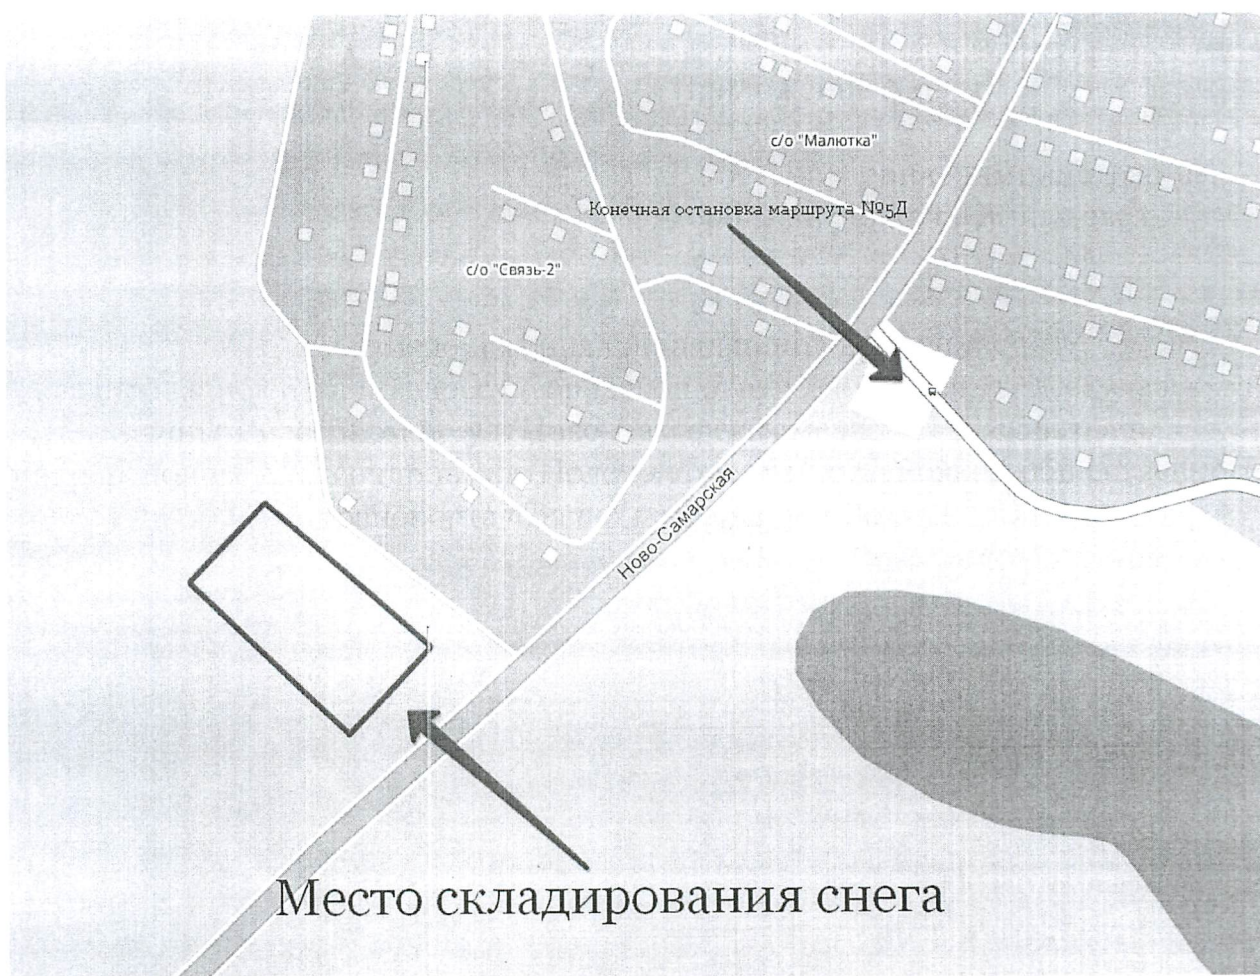 с/о "Малютка"
Конечная остановка маршрута №5Д
с/о "Связь-2"
Ново-Самарская
Место складирования снега